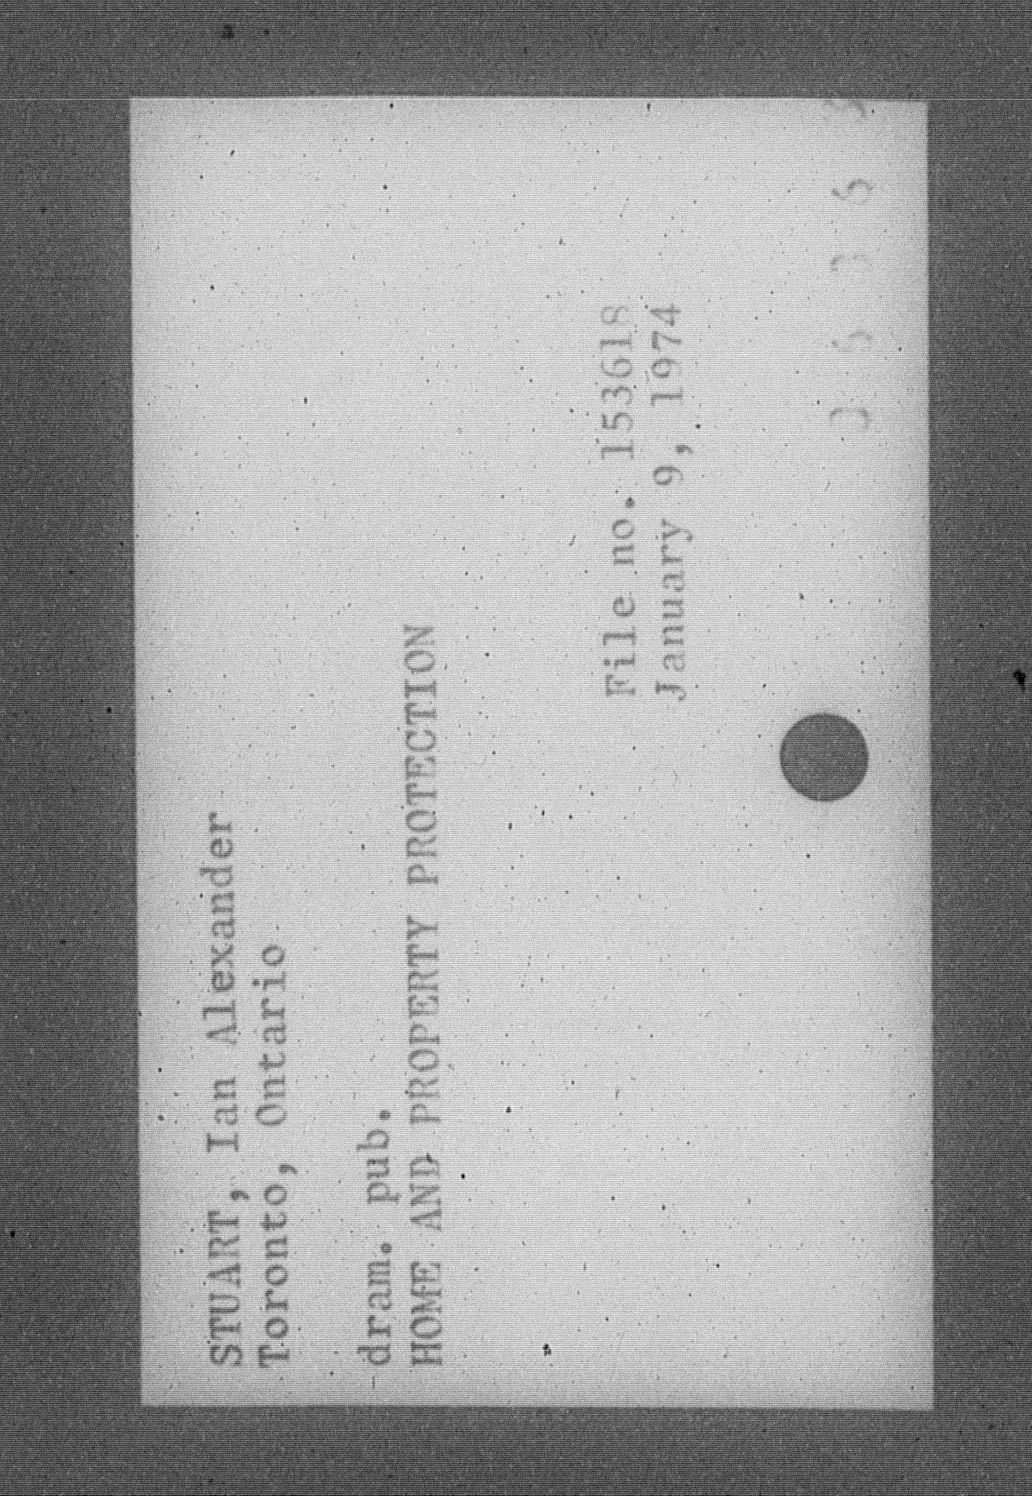 STUART, Ian Alexander
Toronto, Ontario
dram. pub.
HOME AND PROPERTY PROTECTION
File no. 153618
January 9, 1974